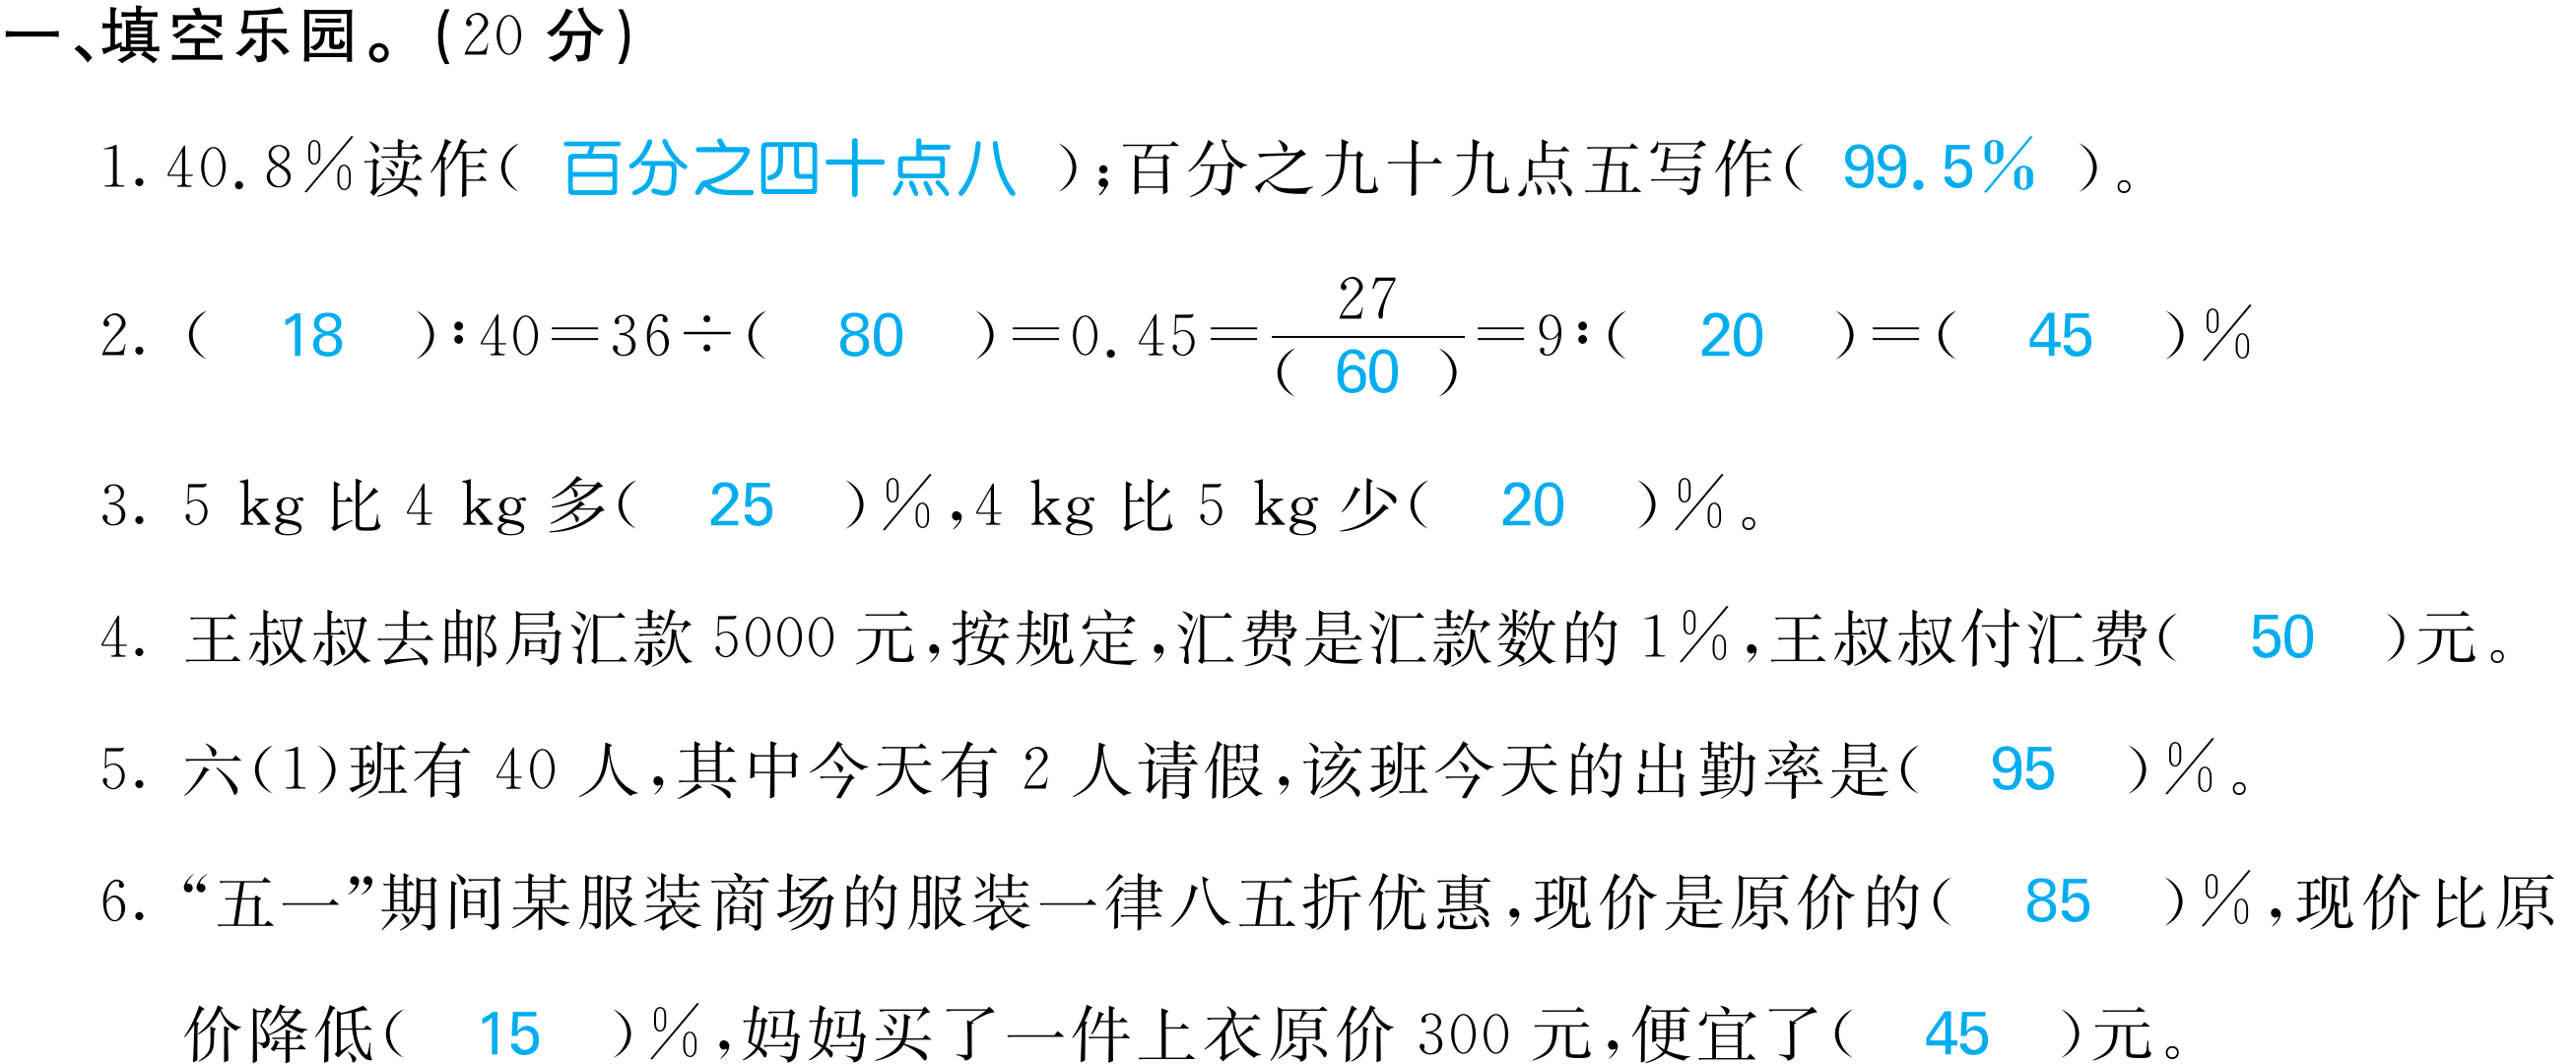 一、填空乐园。(20 分)
1. 40.8%读作( 百分之四十点八 );百分之九十九点五写作( 99.5% )。
2. ( 18 )∶40=36÷( 80 )=0.45=27/( 60 )=9∶( 20 )=( 45 )%
3. 5 kg 比 4 kg 多( 25 )%,4 kg 比 5 kg 少( 20 )%。
4. 王叔叔去邮局汇款 5000 元,按规定,汇费是汇款数的 1%,王叔叔付汇费( 50 )元。
5. 六(1)班有 40 人,其中今天有 2 人请假,该班今天的出勤率是( 95 )%。
6. “五一”期间某服装商场的服装一律八五折优惠,现价是原价的( 85 )%,现价比原
价降低( 15 )%,妈妈买了一件上衣原价 300 元,便宜了( 45 )元。